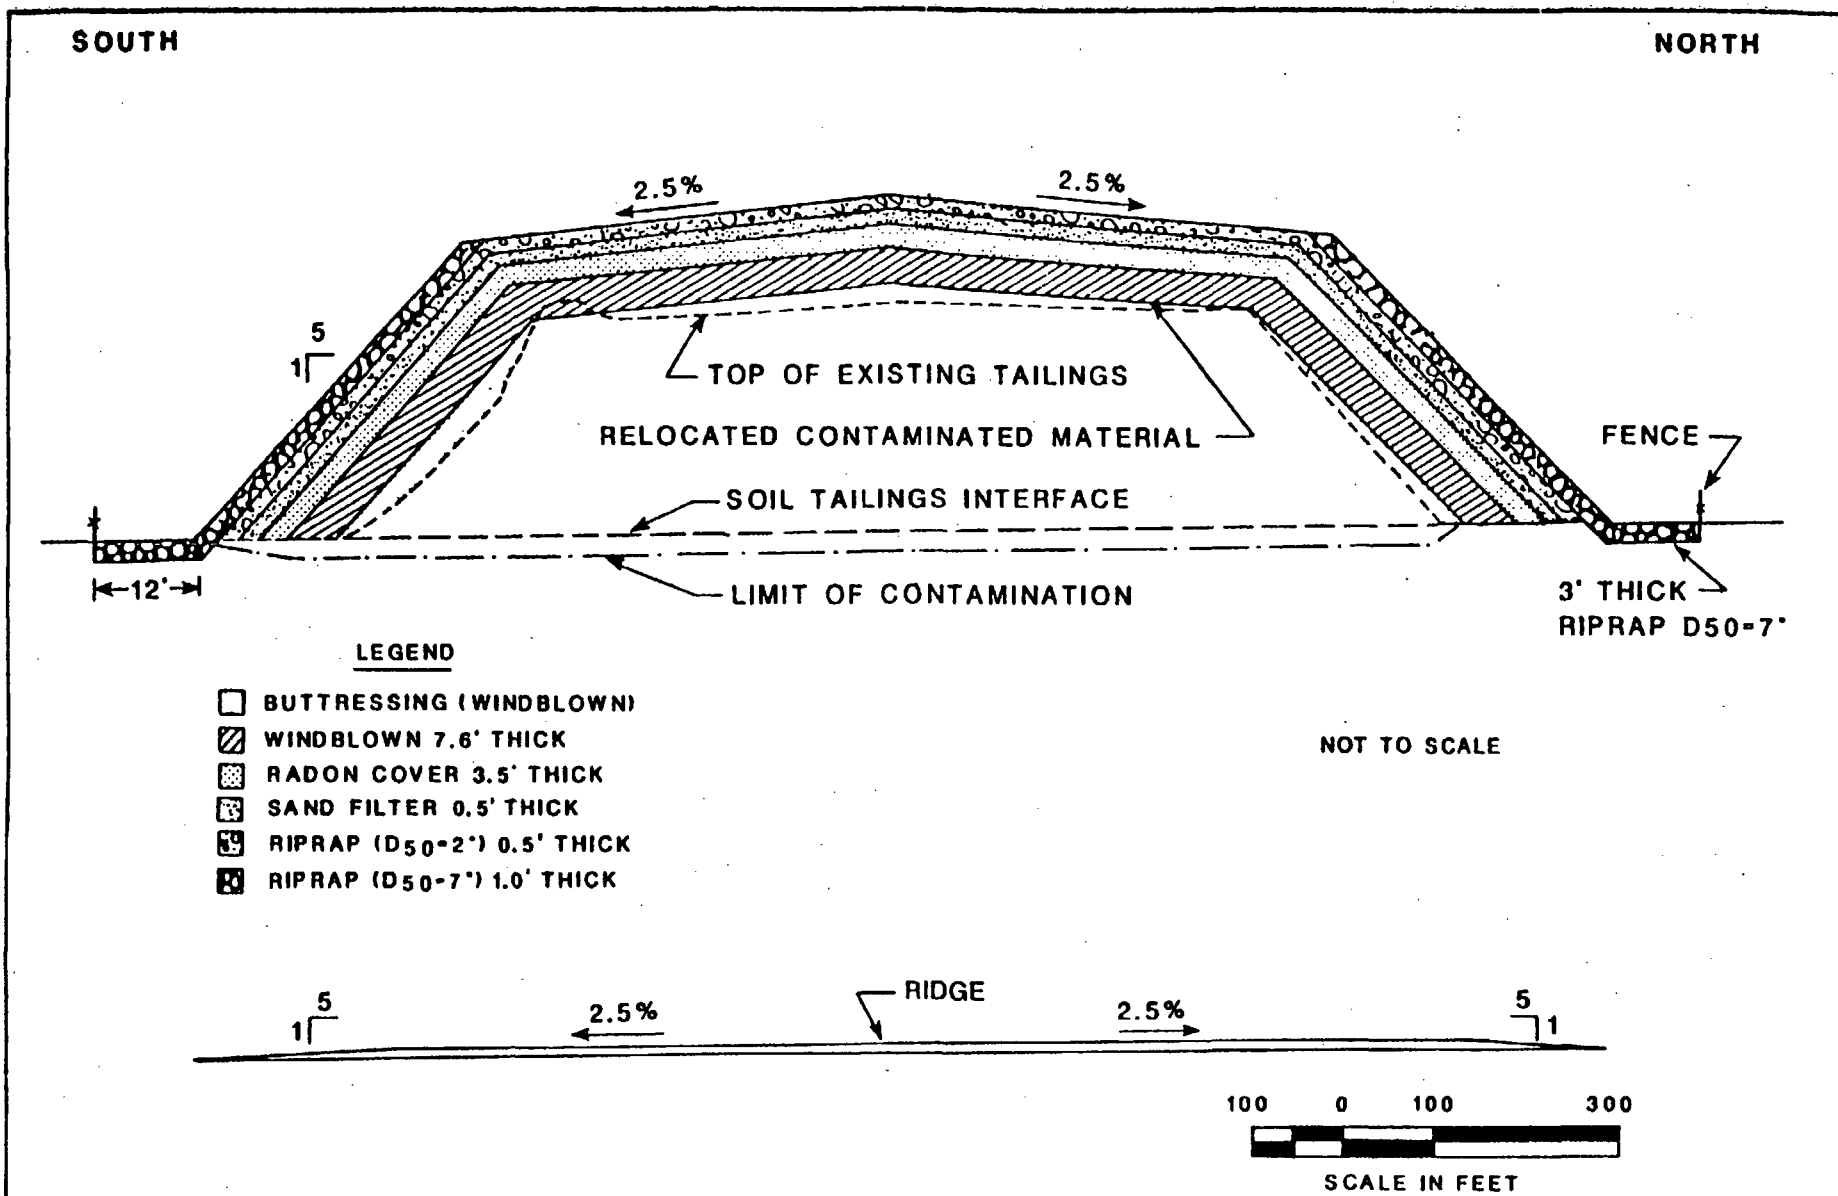 SOUTH
NORTH
2.5%
2.5%
5
1
TOP OF EXISTING TAILINGS
RELOCATED CONTAMINATED MATERIAL
FENCE
SOIL TAILINGS INTERFACE
12'
LIMIT OF CONTAMINATION
3' THICK
RIPRAP D50=7"
LEGEND
BUTTRESSING (WINDBLOWN)
WINDBLOWN 7.6' THICK
RADON COVER 3.5' THICK
SAND FILTER 0.5' THICK
RIPRAP (D50=2") 0.5' THICK
RIPRAP (D50=7") 1.0' THICK
NOT TO SCALE
RIDGE
5
1
2.5%
2.5%
5
1
100 0 100 300
SCALE IN FEET